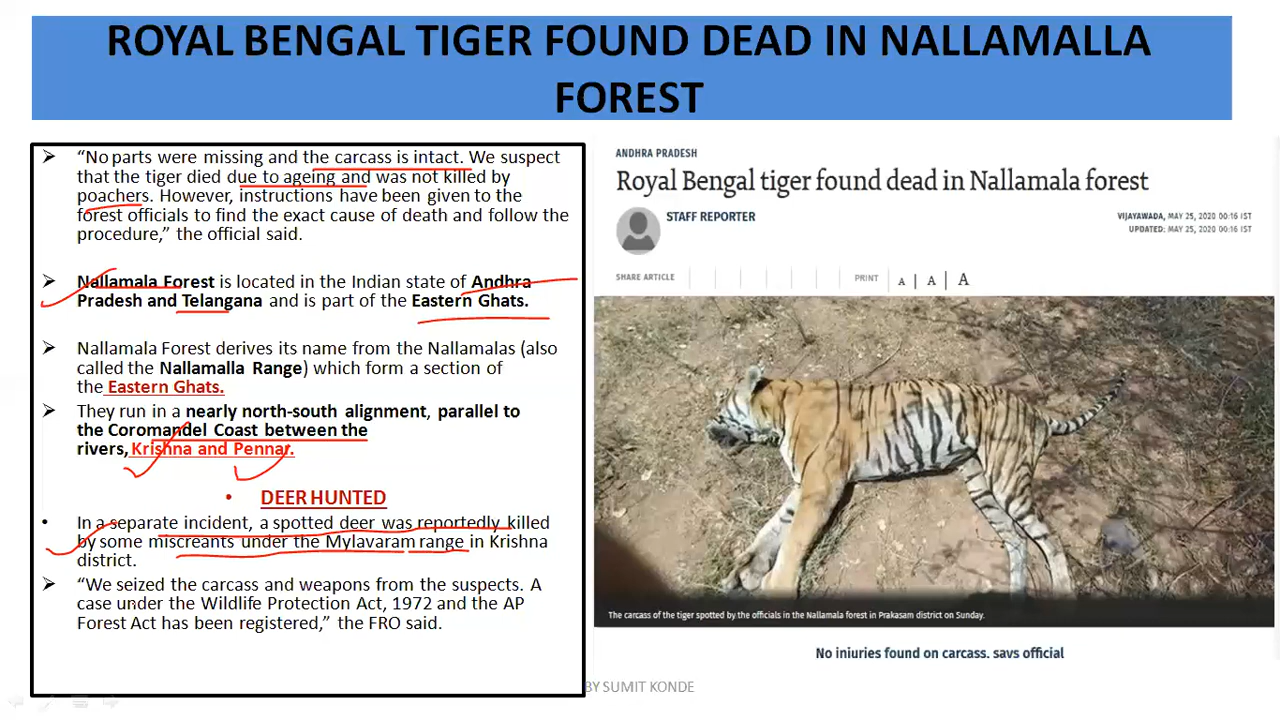 ROYAL BENGAL TIGER FOUND DEAD IN NALLAMALLA
FOREST
➢ “No parts were missing and the carcass is intact. We suspect
that the tiger died due to ageing and was not killed by
poachers. However, instructions have been given to the
forest officials to find the exact cause of death and follow the
procedure,” the official said.
➢ Nallamala Forest is located in the Indian state of Andhra
Pradesh and Telangana and is part of the Eastern Ghats.
➢ Nallamala Forest derives its name from the Nallamalas (also
called the Nallamalla Range) which form a section of
the Eastern Ghats.
➢ They run in a nearly north-south alignment, parallel to
the Coromandel Coast between the
rivers, Krishna and Pennar.
• DEER HUNTED
• In a separate incident, a spotted deer was reportedly killed
by some miscreants under the Mylavaram range in Krishna
district.
➢ “We seized the carcass and weapons from the suspects. A
case under the Wildlife Protection Act, 1972 and the AP
Forest Act has been registered,” the FRO said.
ANDHRA PRADESH
Royal Bengal tiger found dead in Nallamala forest
STAFF REPORTER
VIJAYAWADA, MAY 25, 2020 00:16 IST
UPDATED: MAY 25, 2020 00:16 IST
SHARE ARTICLE PRINT A | A | A
The carcass of the tiger spotted by the officials in the Nallamala forest in Prakasam district on Sunday.
No injuries found on carcass, says official
BY SUMIT KONDE